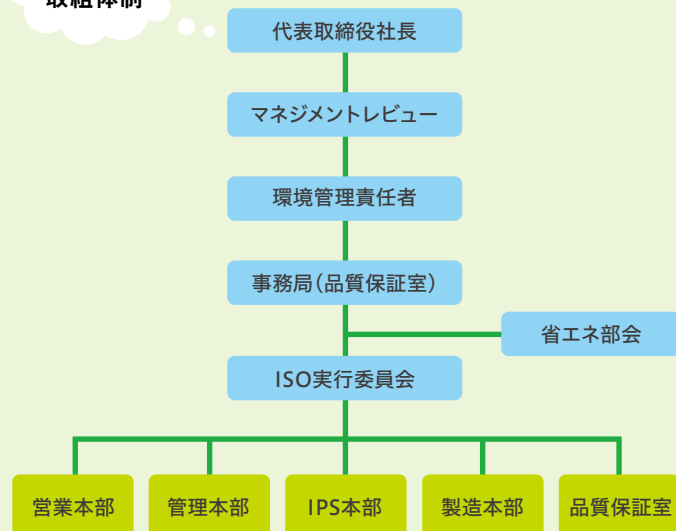 取組体制
代表取締役社長
マネジメントレビュー
環境管理責任者
事務局(品質保証室)
省エネ部会
ISO実行委員会
営業本部
管理本部
IPS本部
製造本部
品質保証室